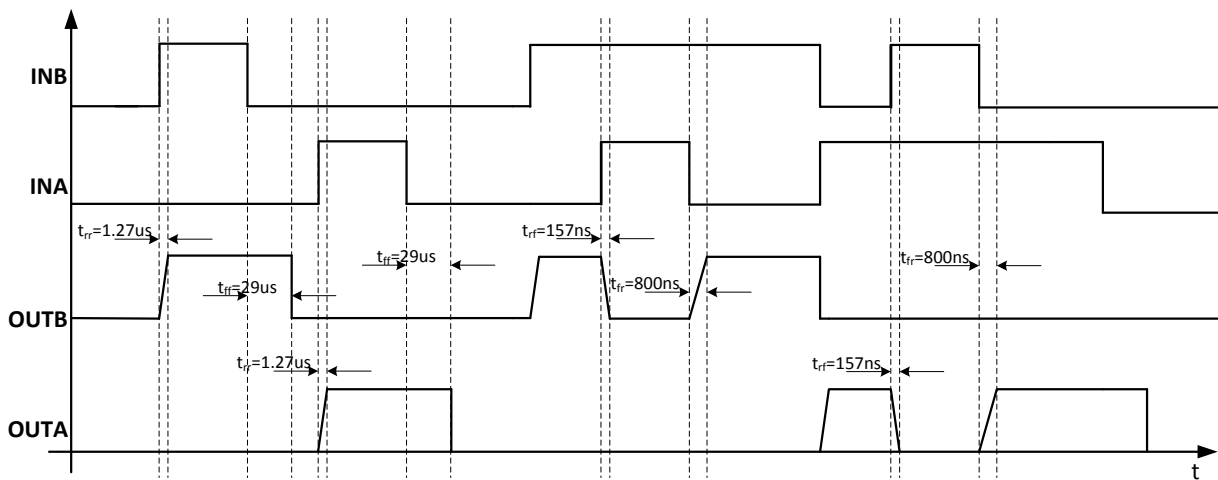 INB
INA
t_rr=1.27us
t_ff=29us
t_rf=157ns
t_fr=800ns
t_ff=29us
t_fr=800ns
OUTB
t_rr=1.27us
t_rf=157ns
OUTA
t